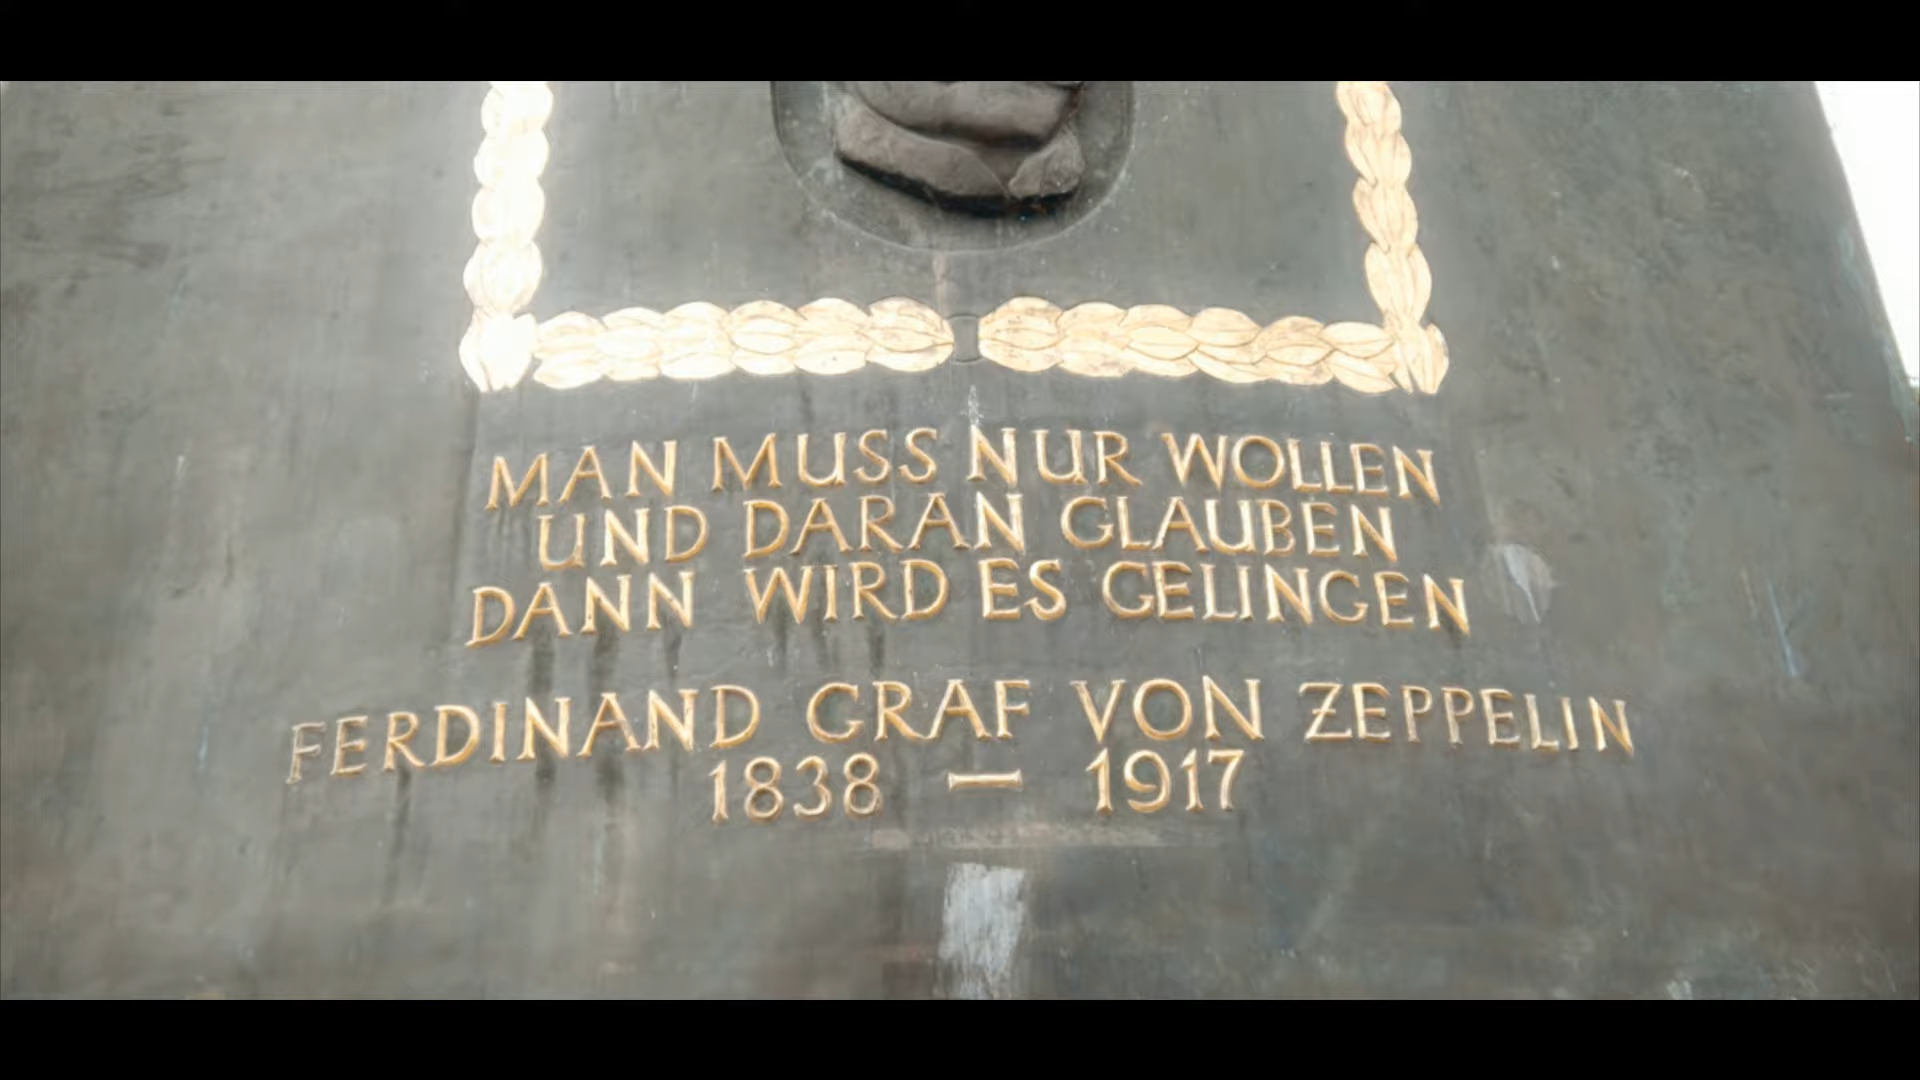 MAN MUSS NUR WOLLEN
UND DARAN GLAUBEN
DANN WIRD ES GELINGEN
FERDINAND GRAF VON ZEPPELIN
1838 — 1917